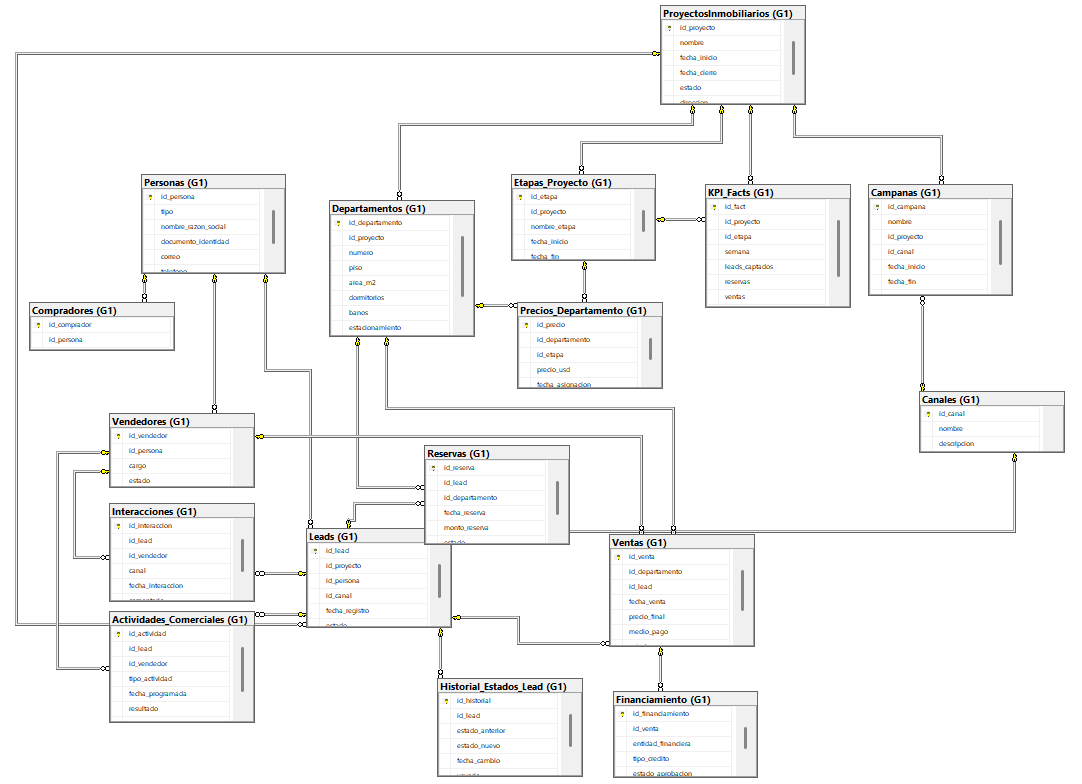 ProyectosInmobiliarios (G1)
id_proyecto
nombre
fecha_inicio
fecha_cierre
estado
direccion
Personas (G1)
id_persona
tipo
nombre_razon_social
documento_identidad
correo
telefono
Departamentos (G1)
id_departamento
id_proyecto
numero
piso
area_m2
dormitorios
banos
estacionamiento
Etapas_Proyecto (G1)
id_etapa
id_proyecto
nombre_etapa
fecha_inicio
fecha_fin
KPI_Facts (G1)
id_fact
id_proyecto
id_etapa
semana
leads_captados
reservas
ventas
Campanas (G1)
id_campana
nombre
id_proyecto
id_canal
fecha_inicio
fecha_fin
Compradores (G1)
id_comprador
id_persona
Precios_Departamento (G1)
id_precio
id_departamento
id_etapa
precio_usd
fecha_asignacion
Canales (G1)
id_canal
nombre
descripcion
Vendedores (G1)
id_vendedor
id_persona
cargo
estado
Reservas (G1)
id_reserva
id_lead
id_departamento
fecha_reserva
monto_reserva
estado
Interacciones (G1)
id_interaccion
id_lead
id_vendedor
canal
fecha_interaccion
comentario
Leads (G1)
id_lead
id_proyecto
id_persona
id_canal
fecha_registro
estado
Ventas (G1)
id_venta
id_departamento
id_lead
fecha_venta
precio_final
medio_pago
Actividades_Comerciales (G1)
id_actividad
id_lead
id_vendedor
tipo_actividad
fecha_programada
resultado
Historial_Estados_Lead (G1)
id_historial
id_lead
estado_anterior
estado_nuevo
fecha_cambio
Financiamiento (G1)
id_financiamiento
id_venta
entidad_financiera
tipo_credito
estado_aprobacion